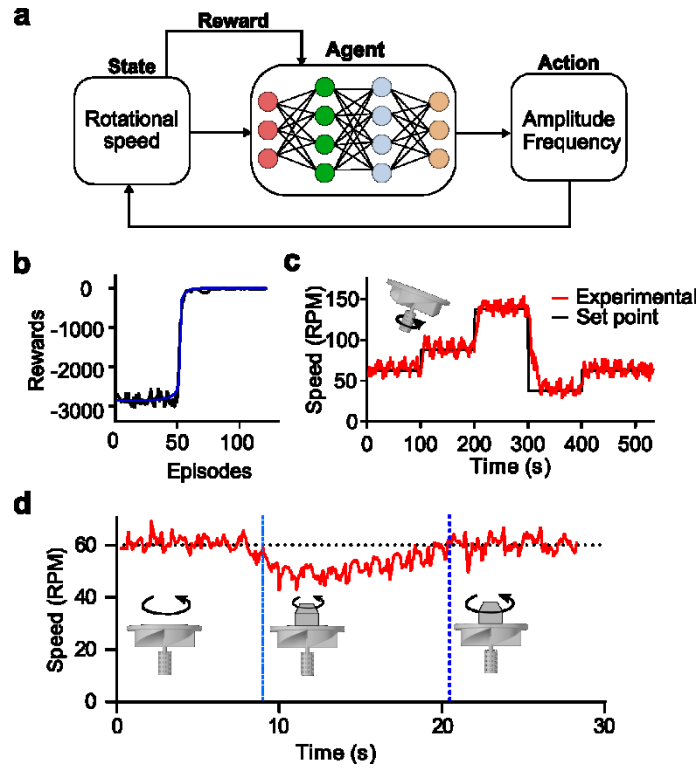 a
Reward
State
Agent
Action
Rotational
speed
Amplitude
Frequency
b
0
-1000
-2000
-3000
Rewards
0
50
100
Episodes
c
150
100
50
0
Speed (RPM)
Experimental
Set point
0 100 200 300 400 500
Time (s)
d
60
40
20
0
Speed (RPM)
0 10 20 30
Time (s)